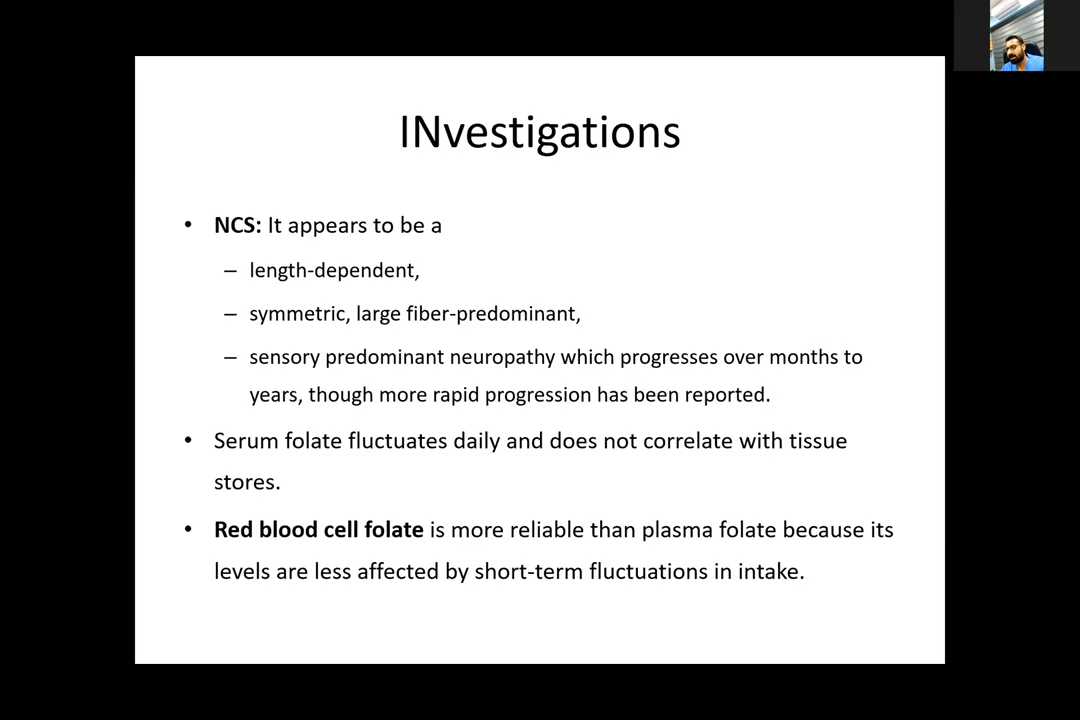 INvestigations
• NCS: It appears to be a
– length-dependent,
– symmetric, large fiber-predominant,
– sensory predominant neuropathy which progresses over months to
years, though more rapid progression has been reported.
• Serum folate fluctuates daily and does not correlate with tissue
stores.
• Red blood cell folate is more reliable than plasma folate because its
levels are less affected by short-term fluctuations in intake.